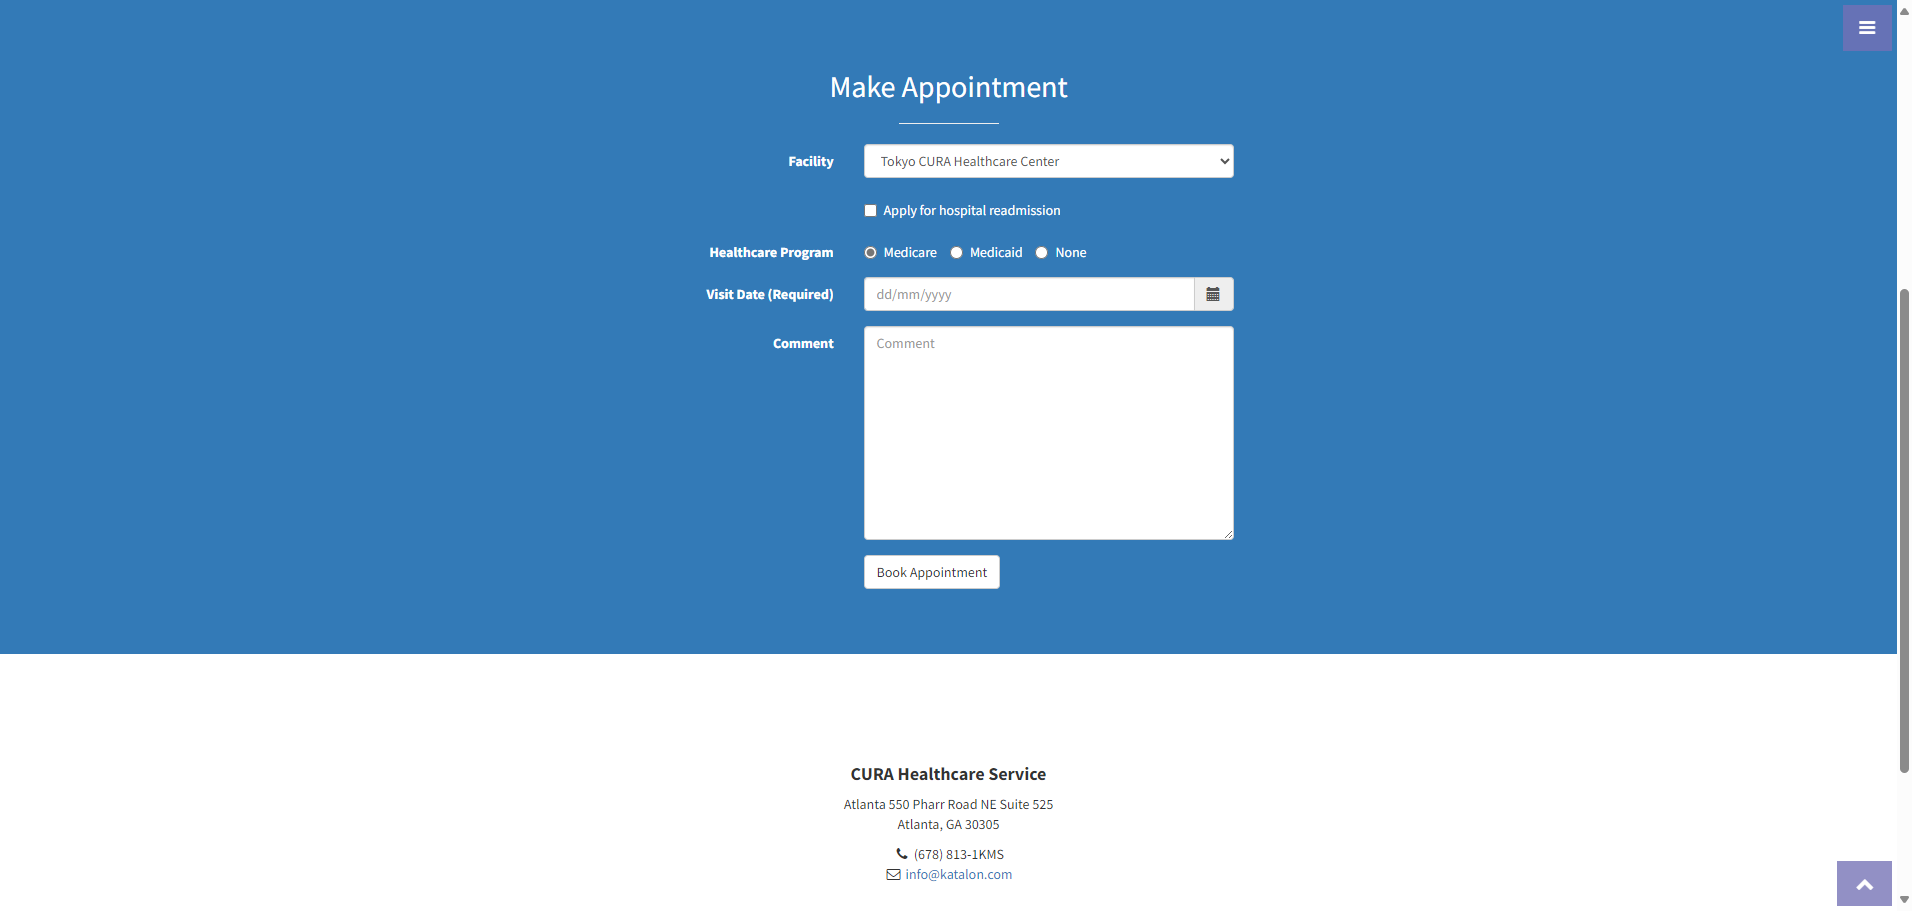 Make Appointment
Facility
Tokyo CURA Healthcare Center
Apply for hospital readmission
Healthcare Program
Medicare
Medicaid
None
Visit Date (Required)
dd/mm/yyyy
Comment
Comment
Book Appointment
CURA Healthcare Service
Atlanta 550 Pharr Road NE Suite 525
Atlanta, GA 30305
(678) 813-1KMS
info@katalon.com